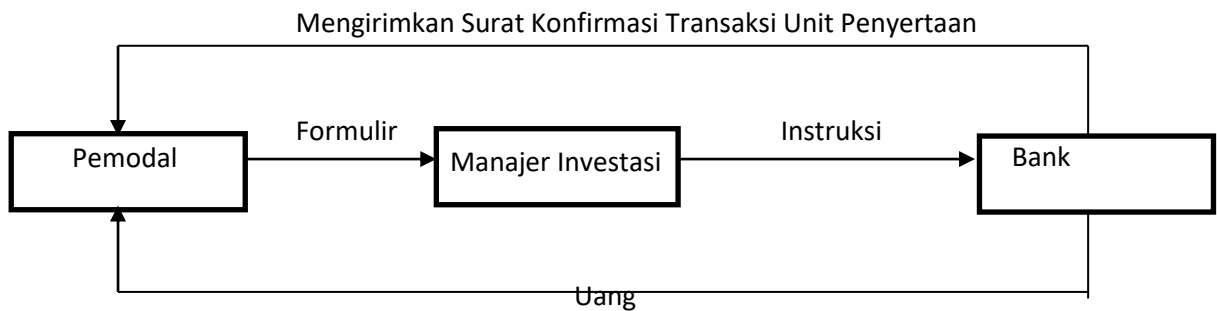 Mengirimkan Surat Konfirmasi Transaksi Unit Penyertaan
Formulir
Instruksi
Pemodal
Manajer Investasi
Bank
Uang